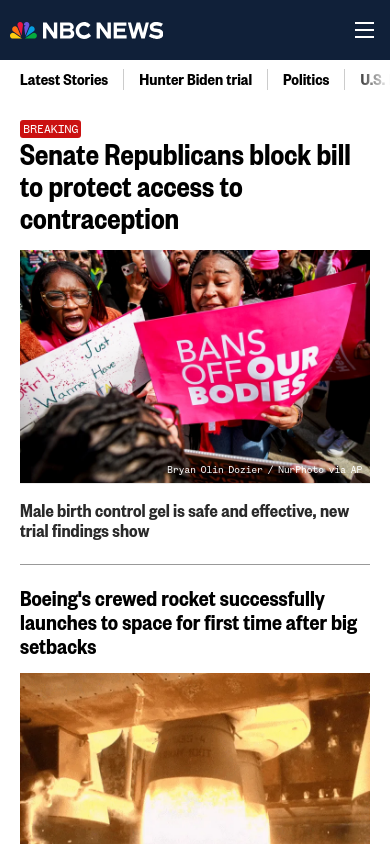 NBC NEWS
Latest Stories
Hunter Biden trial
Politics
U.S.
BREAKING
Senate Republicans block bill
to protect access to
contraception
Girls Just
Wanna Have
BANS
OFF OUR
BODIES
Bryan Olin Dozier / NurPhoto via AP
Male birth control gel is safe and effective, new
trial findings show
Boeing's crewed rocket successfully
launches to space for first time after big
setbacks